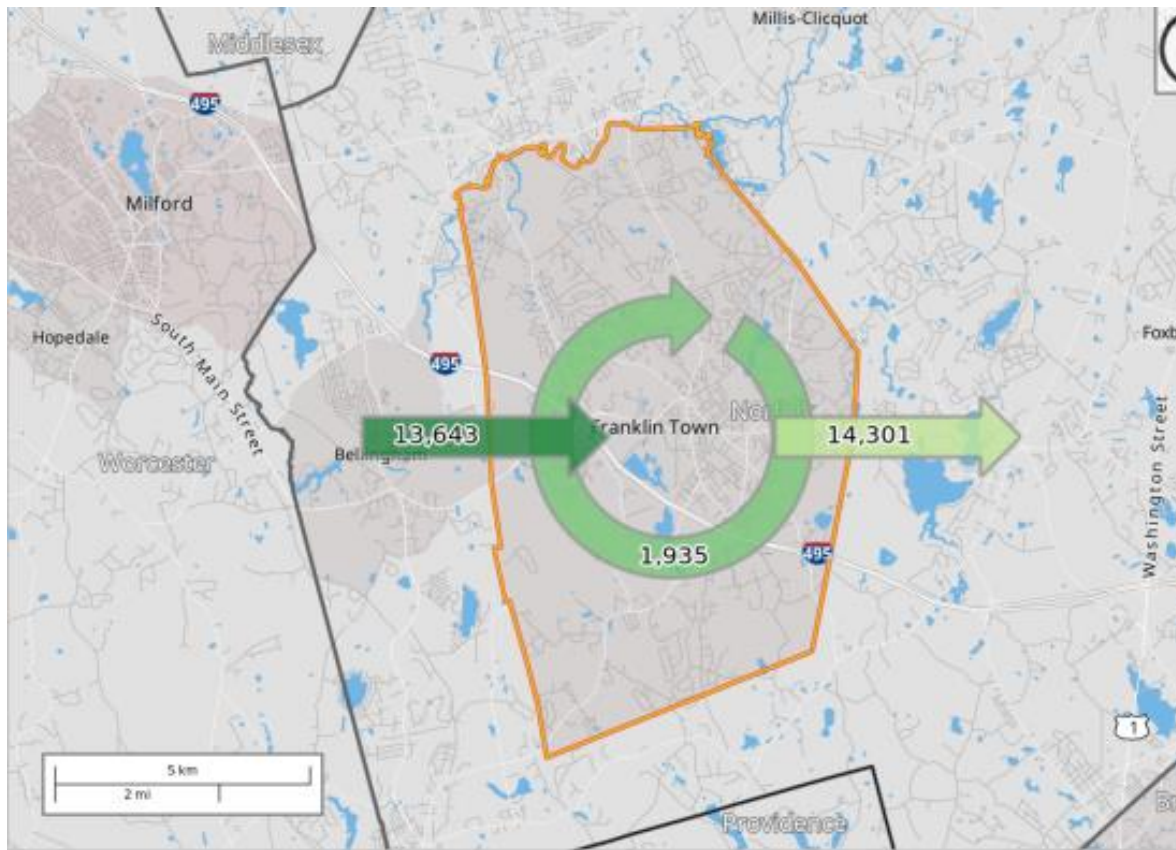 Millis-Clicquot
Middlesex
495
Milford
Hopedale
South Main Street
495
Foxb
Nor
Franklin Town
13,643
14,301
Bellingham
Worcester
1,935
495
Washington Street
1
5 km
2 mi
Providence